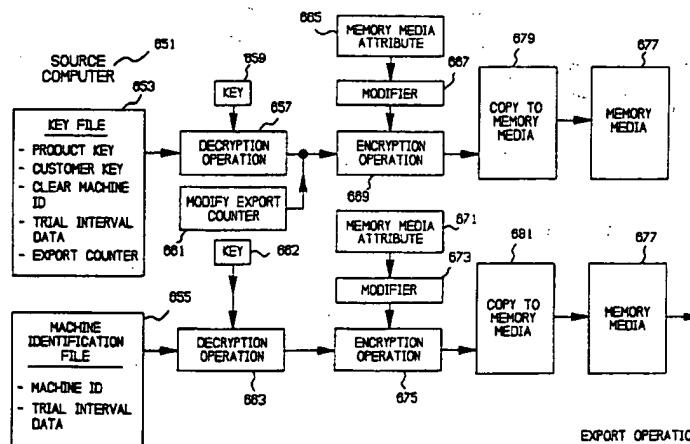 SOURCE
COMPUTER
651
653
KEY FILE
- PRODUCT KEY
- CUSTOMER KEY
- CLEAR MACHINE
ID
- TRIAL INTERVAL
DATA
- EXPORT COUNTER
659
KEY
657
DECRYPTION
OPERATION
MODIFY EXPORT
COUNTER
661
665
MEMORY MEDIA
ATTRIBUTE
667
MODIFIER
ENCRYPTION
OPERATION
669
679
COPY TO
MEMORY
MEDIA
677
MEMORY
MEDIA
655
MACHINE
IDENTIFICATION
FILE
- MACHINE ID
- TRIAL INTERVAL
DATA
662
KEY
DECRYPTION
OPERATION
663
671
MEMORY MEDIA
ATTRIBUTE
673
MODIFIER
ENCRYPTION
OPERATION
675
681
COPY TO
MEMORY
MEDIA
677
MEMORY
MEDIA
EXPORT OPERATIO